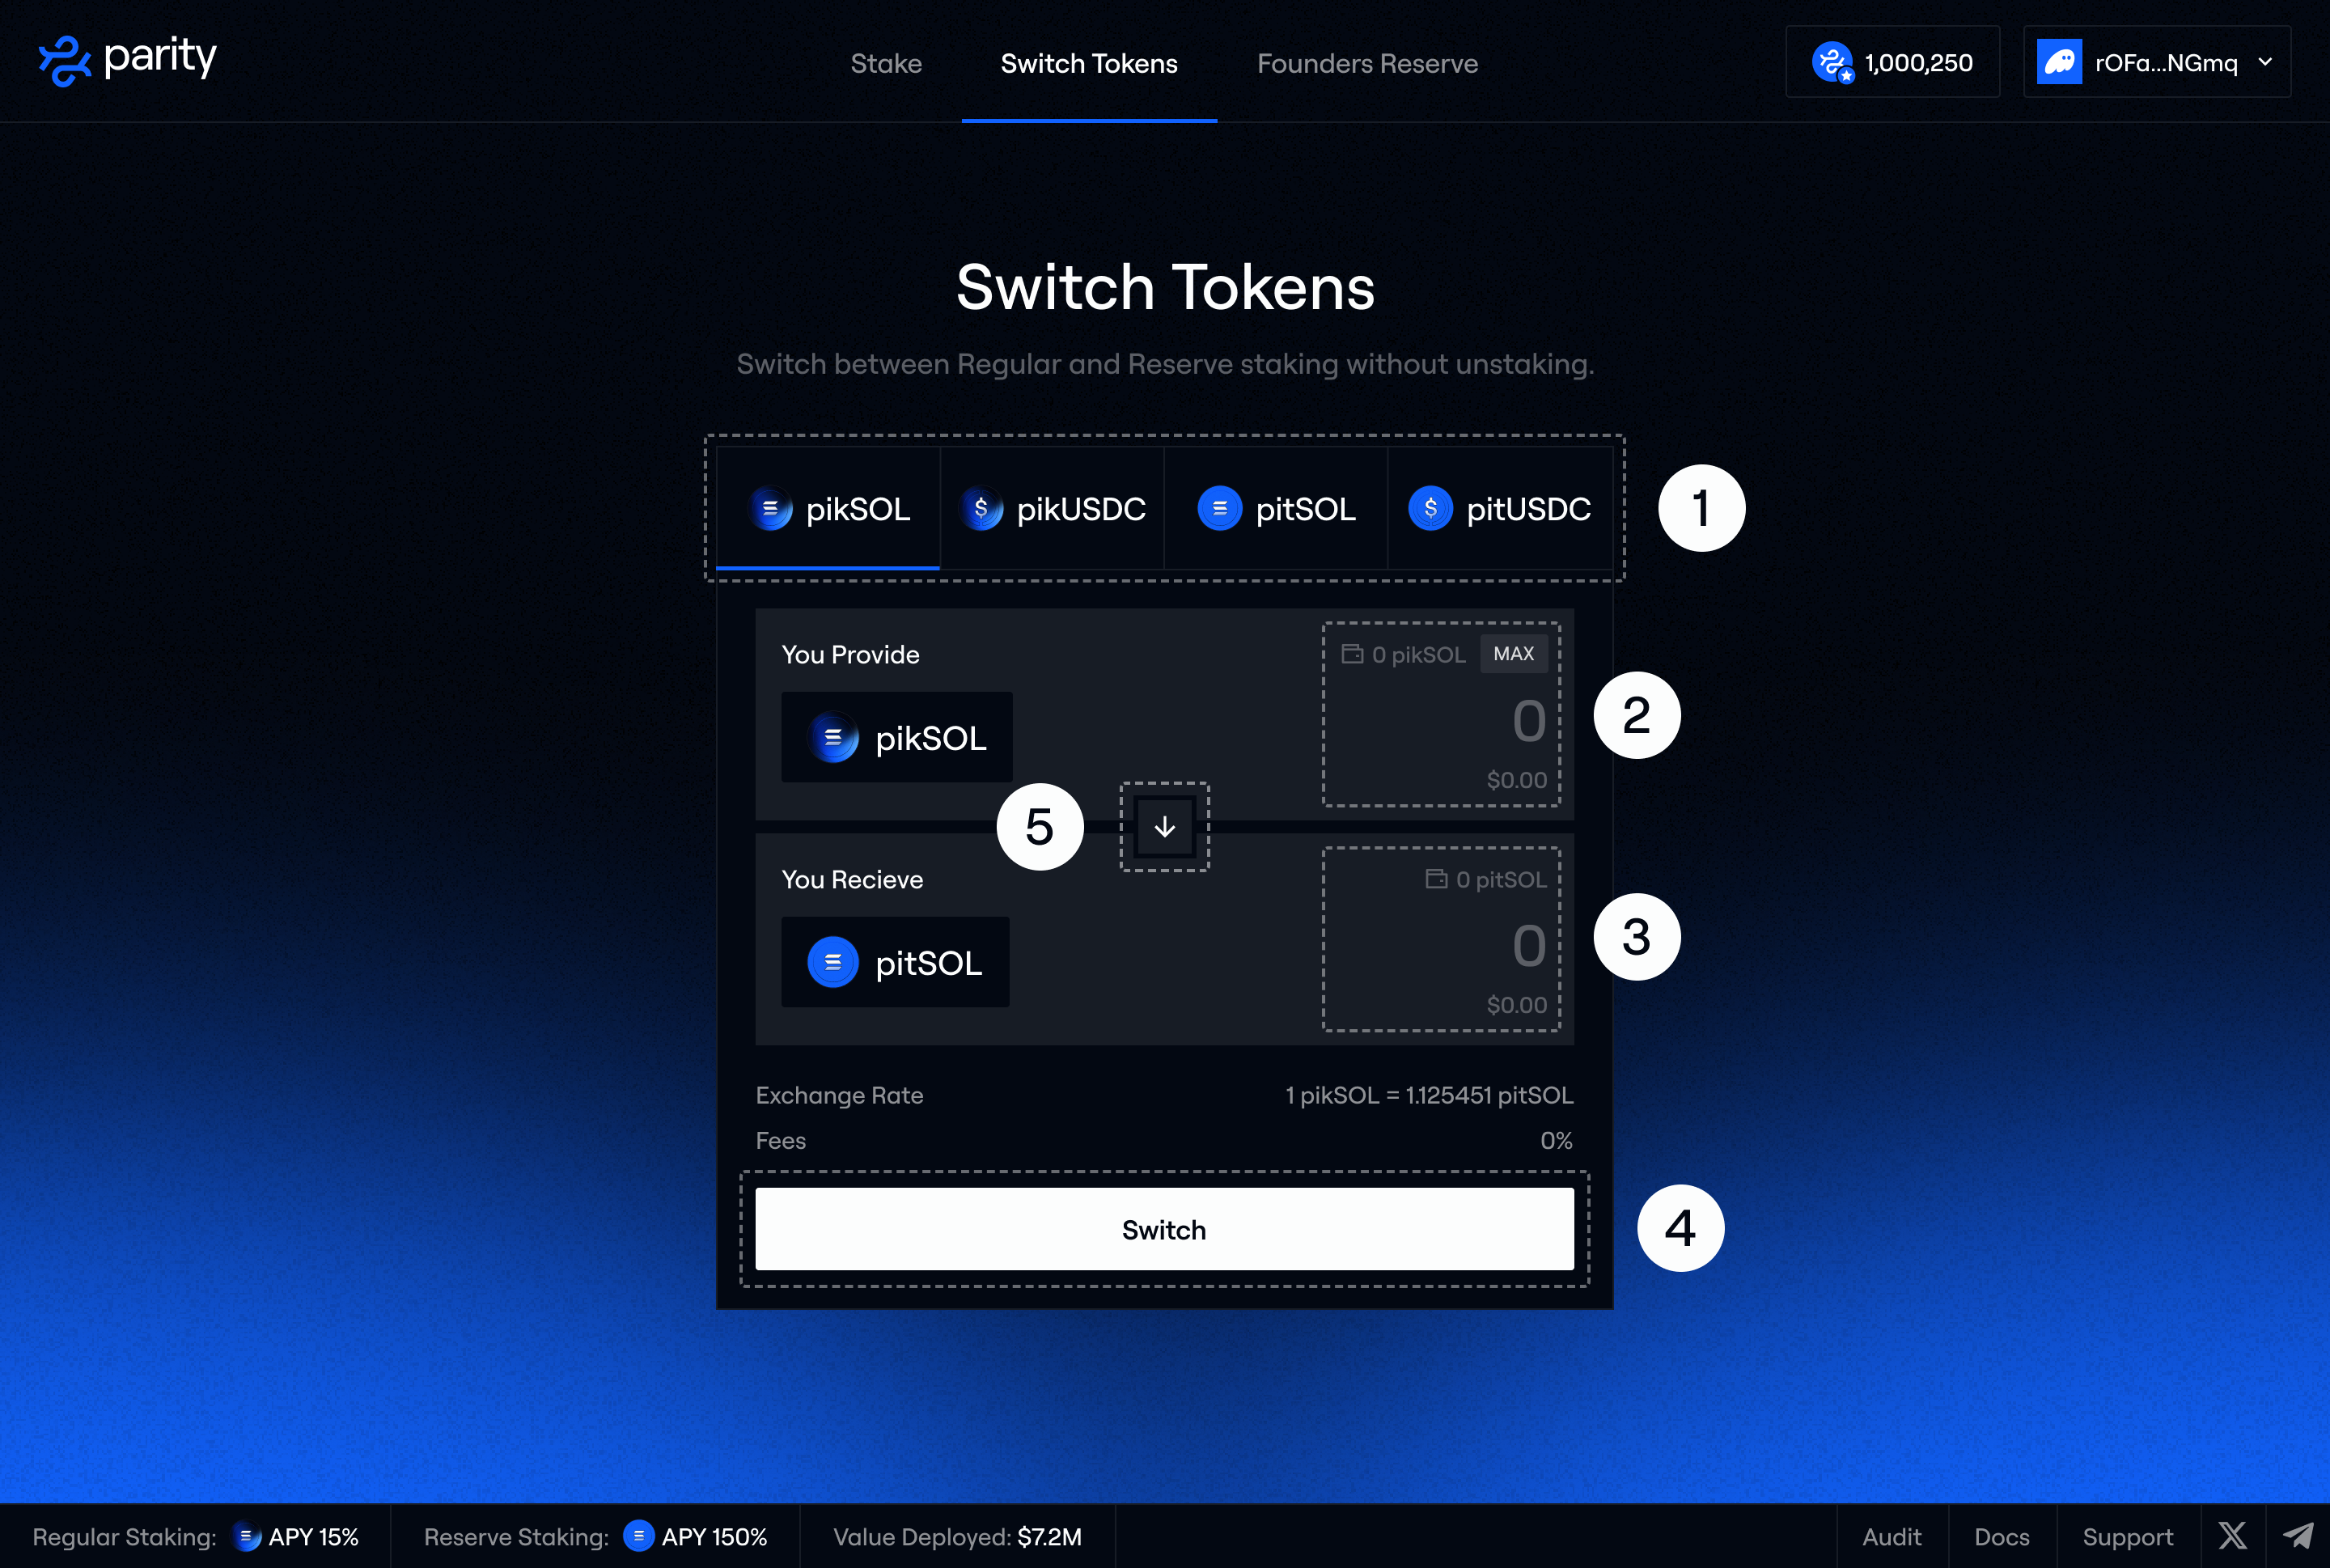 parity
Stake
Switch Tokens
Founders Reserve
1,000,250
rOFa...NGmq
Switch Tokens
Switch between Regular and Reserve staking without unstaking.
pikSOL
$ pikUSDC
pitSOL
$ pitUSDC
1
You Provide
0 pikSOL MAX
pikSOL
0
$0.00
2
5
You Recieve
0 pitSOL
pitSOL
0
$0.00
3
Exchange Rate 1 pikSOL = 1.125451 pitSOL
Fees 0%
Switch
4
Regular Staking: APY 15%
Reserve Staking: APY 150%
Value Deployed: $7.2M
Audit
Docs
Support